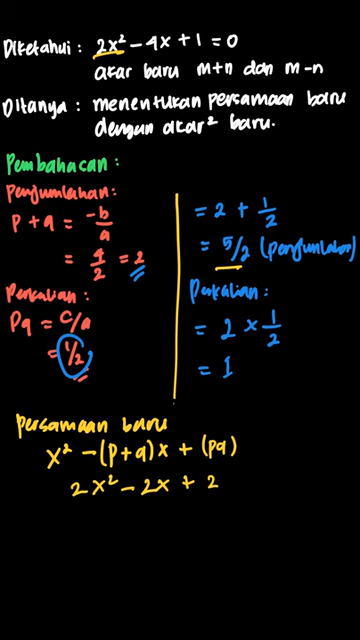 Diketahui : 2x² - 4x + 1 = 0
akar baru m+n dan m-n
Ditanya : menentukan persamaan baru
dengan akar² baru.
Pembahacan :
Penjumlahan:
p + q = -b/a
= 4/2 = 2
Perkalian :
Pq = c/a
= 1/2
= 2 + 1/2
= 5/2 (penjumlahan)
Perkalian :
= 2 × 1/2
= 1
persamaan baru
x² - (p+q)x + (pq)
2x² - 2x + 2